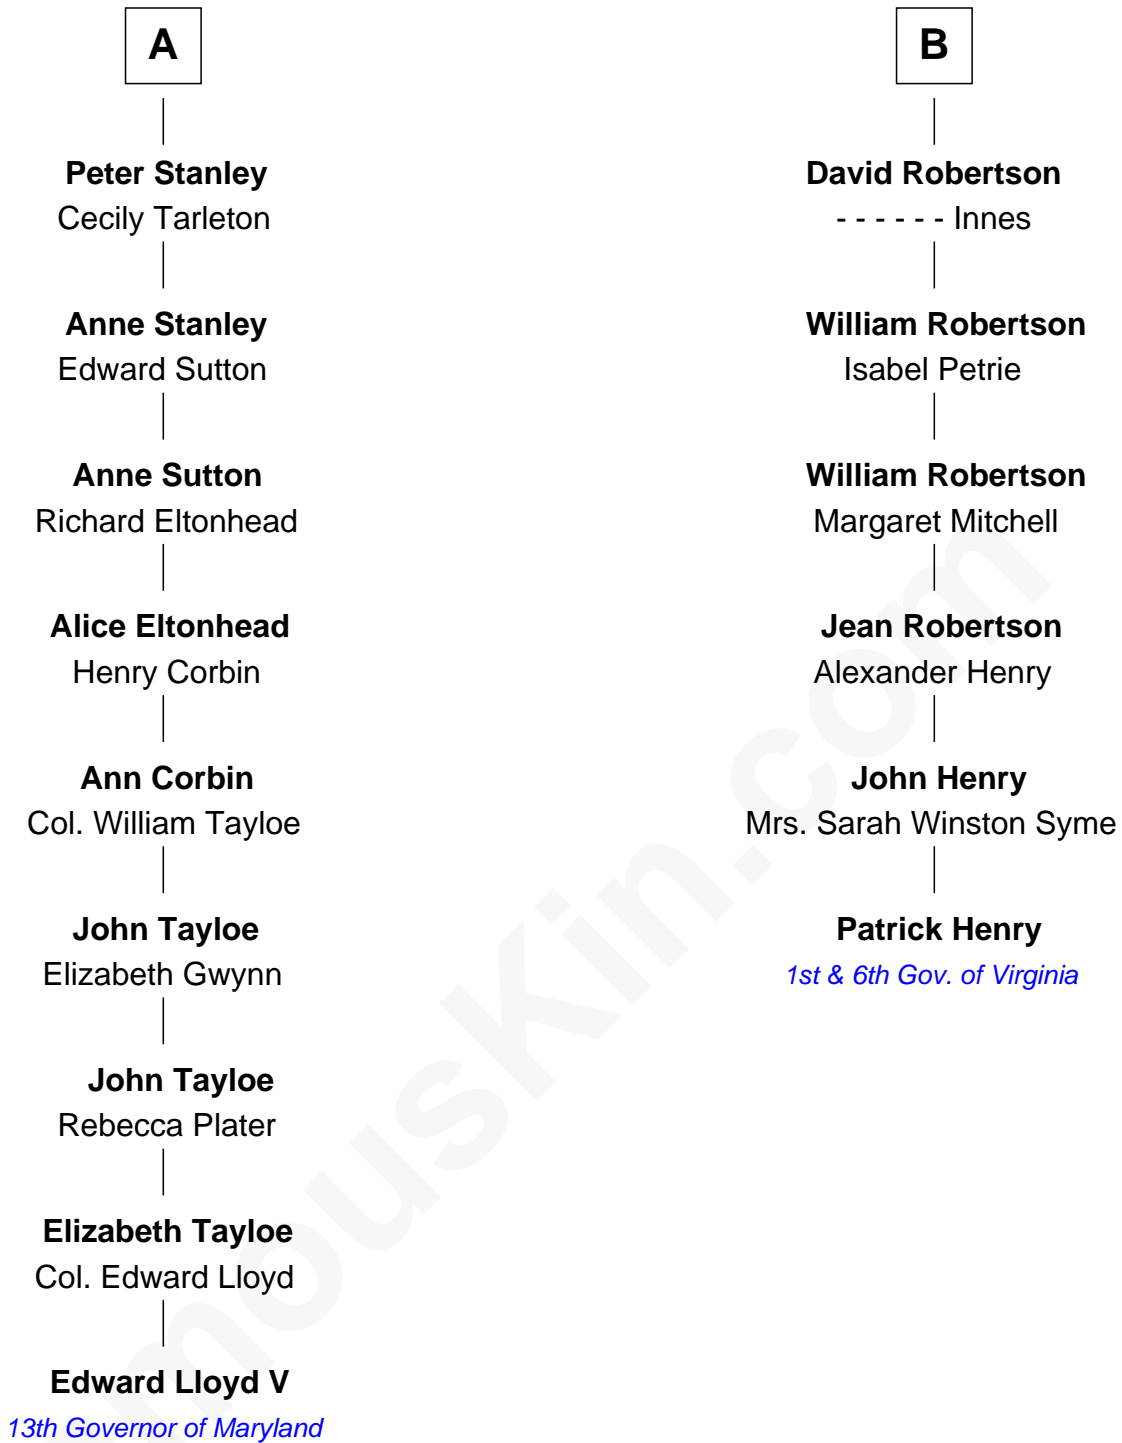 A
Peter Stanley
Cecily Tarleton
Anne Stanley
Edward Sutton
Anne Sutton
Richard Eltonhead
Alice Eltonhead
Henry Corbin
Ann Corbin
Col. William Tayloe
John Tayloe
Elizabeth Gwynn
John Tayloe
Rebecca Plater
Elizabeth Tayloe
Col. Edward Lloyd
Edward Lloyd V
13th Governor of Maryland
B
David Robertson
- - - - - - Innes
William Robertson
Isabel Petrie
William Robertson
Margaret Mitchell
Jean Robertson
Alexander Henry
John Henry
Mrs. Sarah Winston Syme
Patrick Henry
1st & 6th Gov. of Virginia
mousKin.com